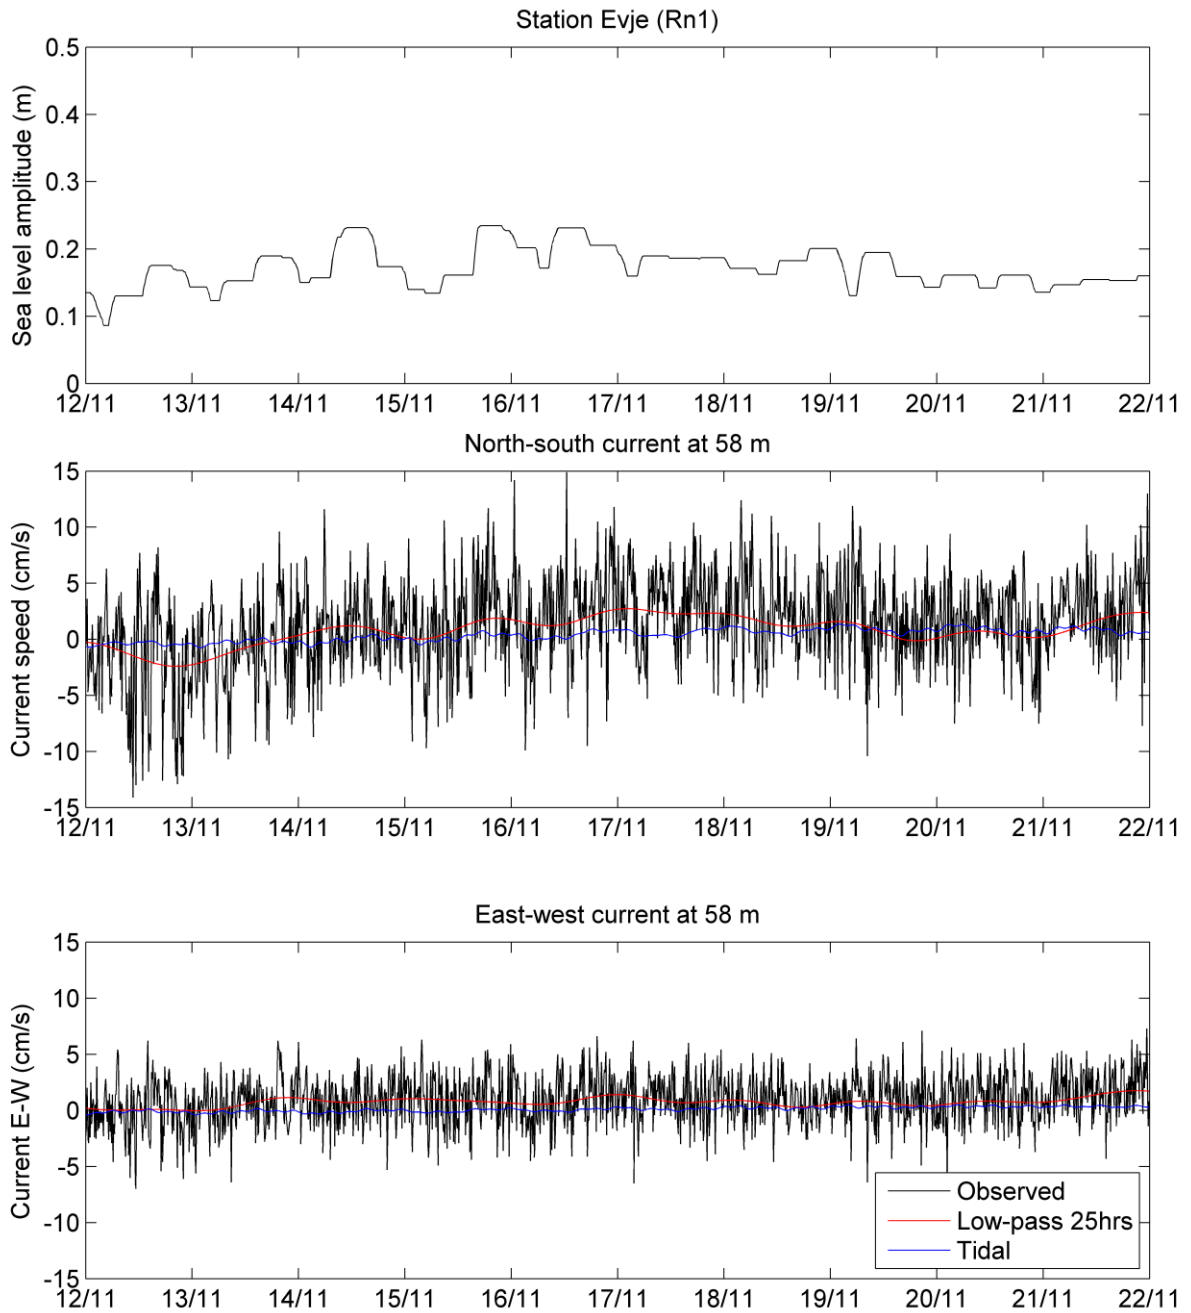 Station Evje (Rn1)
0.5
0.4
0.3
0.2
0.1
0
Sea level amplitude (m)
12/11 13/11 14/11 15/11 16/11 17/11 18/11 19/11 20/11 21/11 22/11
North-south current at 58 m
15
10
5
0
-5
-10
-15
Current speed (cm/s)
12/11 13/11 14/11 15/11 16/11 17/11 18/11 19/11 20/11 21/11 22/11
East-west current at 58 m
15
10
5
0
-5
-10
-15
Current E-W (cm/s)
Observed
Low-pass 25hrs
Tidal
12/11 13/11 14/11 15/11 16/11 17/11 18/11 19/11 20/11 21/11 22/11